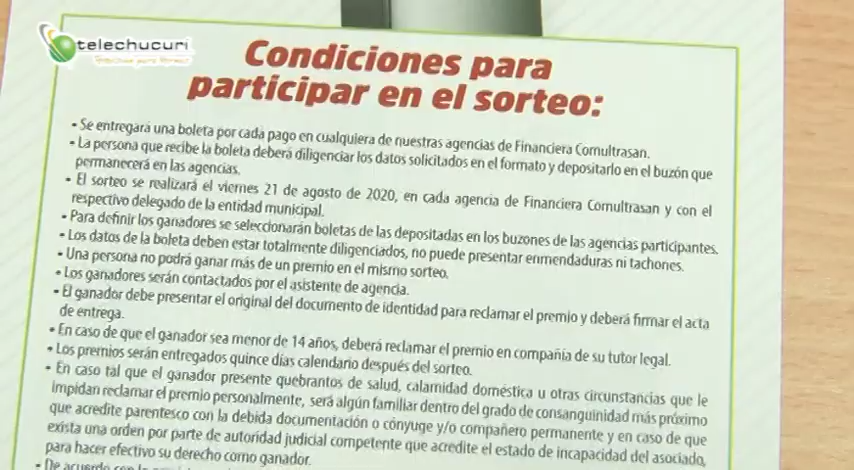 telechucuri
Condiciones para
participar en el sorteo:
• Se entregará una boleta por cada pago en cualquiera de nuestras agencias de Financiera Comultrasan.
• La persona que recibe la boleta deberá diligenciar los datos solicitados en el formato y depositarlo en el buzón que
permanecerá en las agencias.
• El sorteo se realizará el viernes 21 de agosto de 2020, en cada agencia de Financiera Comultrasan y con el
respectivo delegado de la entidad municipal.
• Para definir los ganadores se seleccionarán boletas de las depositadas en los buzones de las agencias participantes.
• Los datos de la boleta deben estar totalmente diligenciados, no puede presentar enmendaduras ni tachones.
• Una persona no podrá ganar más de un premio en el mismo sorteo.
• Los ganadores serán contactados por el asistente de agencia.
• El ganador debe presentar el original del documento de identidad para reclamar el premio y deberá firmar el acta
de entrega.
• En caso de que el ganador sea menor de 14 años, deberá reclamar el premio en compañía de su tutor legal.
• Los premios serán entregados quince días calendario después del sorteo.
• En caso tal que el ganador presente quebrantos de salud, calamidad doméstica u otras circunstancias que le
impidan reclamar el premio personalmente, será algún familiar dentro del grado de consanguinidad más próximo
que acredite parentesco con la debida documentación o cónyuge y/o compañero permanente y en caso de que
exista una orden por parte de autoridad judicial competente que acredite el estado de incapacidad del asociado,
para hacer efectivo su derecho como ganador.
• De acuerdo con